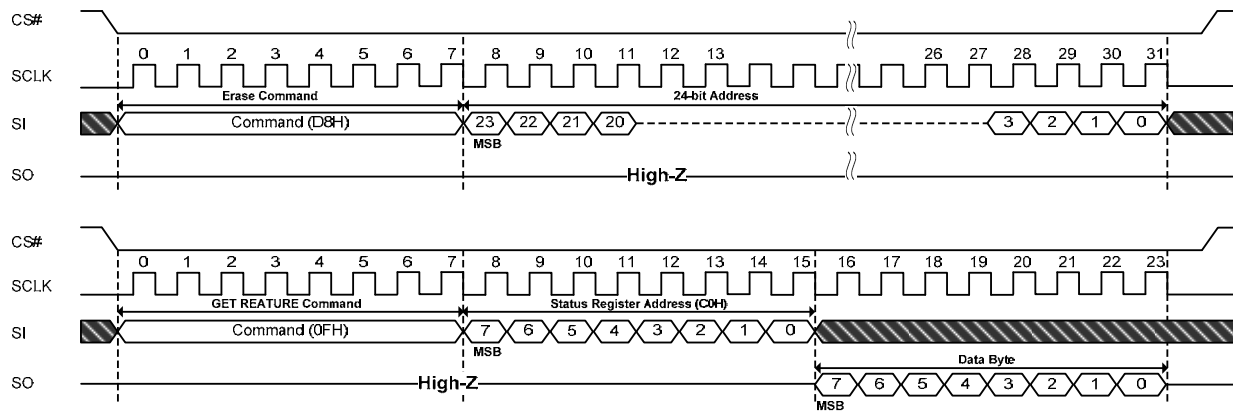 CS#
0 1 2 3 4 5 6 7 8 9 10 11 12 13 26 27 28 29 30 31
SCLK
Erase Command 24-bit Address
SI Command (D8H) 23 22 21 20 3 2 1 0
MSB
SO High-Z
CS#
0 1 2 3 4 5 6 7 8 9 10 11 12 13 14 15 16 17 18 19 20 21 22 23
SCLK
GET REATURE Command Status Register Address (C0H)
SI Command (0FH) 7 6 5 4 3 2 1 0
MSB
Data Byte
SO High-Z 7 6 5 4 3 2 1 0
MSB